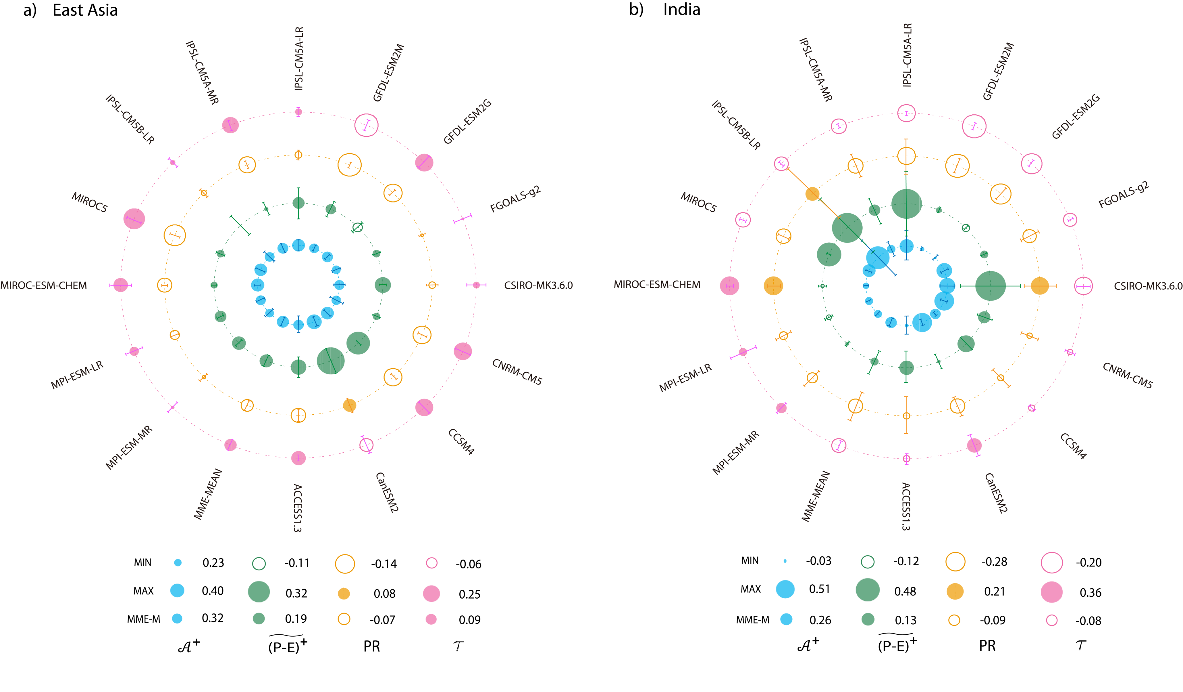 a) East Asia
IPSL-CM5A-LR
GFDL-ESM2M
GFDL-ESM2G
FGOALS-g2
CSIRO-MK3.6.0
CNRM-CM5
CCSM4
CanESM2
ACCESS1.3
MME-MEAN
MPI-ESM-MR
MPI-ESM-LR
MIROC-ESM-CHEM
MIROC5
IPSL-CM5B-LR
IPSL-CM5A-MR
MIN 0.23 -0.11 -0.14 -0.06
MAX 0.40 0.32 0.08 0.25
MME-M 0.32 0.19 -0.07 0.09
𝒜+ (P-E)+ PR 𝒯
b) India
IPSL-CM5A-LR
GFDL-ESM2M
GFDL-ESM2G
FGOALS-g2
CSIRO-MK3.6.0
CNRM-CM5
CCSM4
CanESM2
ACCESS1.3
MME-MEAN
MPI-ESM-MR
MPI-ESM-LR
MIROC-ESM-CHEM
MIROC5
IPSL-CM5B-LR
IPSL-CM5A-MR
MIN -0.03 -0.12 -0.28 -0.20
MAX 0.51 0.48 0.21 0.36
MME-M 0.26 0.13 -0.09 -0.08
𝒜+ (P-E)+ PR 𝒯